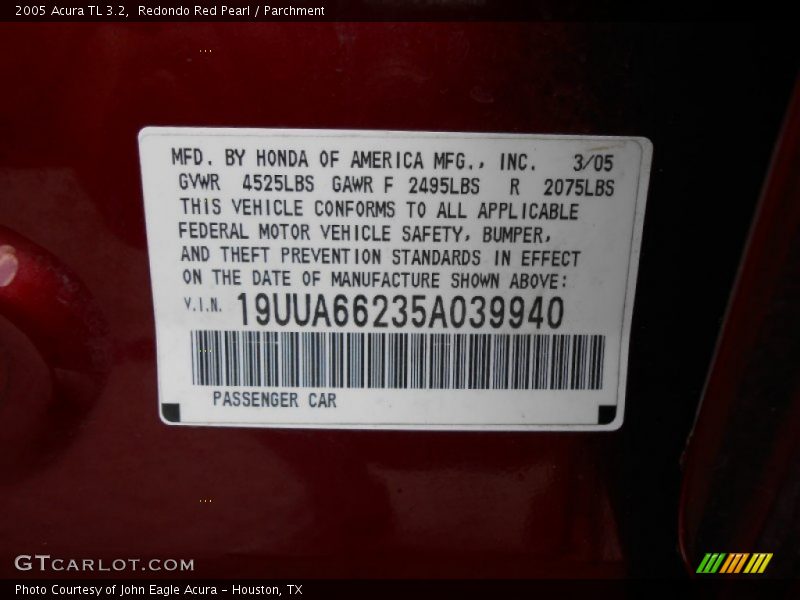 2005 Acura TL 3.2,  Redondo Red Pearl / Parchment
MFD. BY HONDA OF AMERICA MFG., INC. 3/05
GVWR 4525LBS GAWR F 2495LBS R 2075LBS
THIS VEHICLE CONFORMS TO ALL APPLICABLE
FEDERAL MOTOR VEHICLE SAFETY, BUMPER,
AND THEFT PREVENTION STANDARDS IN EFFECT
ON THE DATE OF MANUFACTURE SHOWN ABOVE:
V.I.N. 19UUA66235A039940
PASSENGER CAR
GTCARLOT.COM
Photo Courtesy of John Eagle Acura - Houston, TX